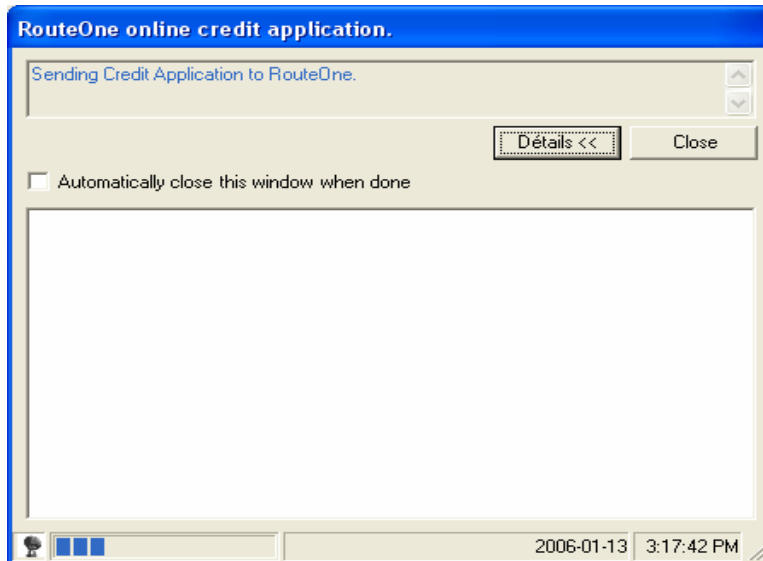 RouteOne online credit application.
Sending Credit Application to RouteOne.
Détails << Close
Automatically close this window when done
2006-01-13 3:17:42 PM